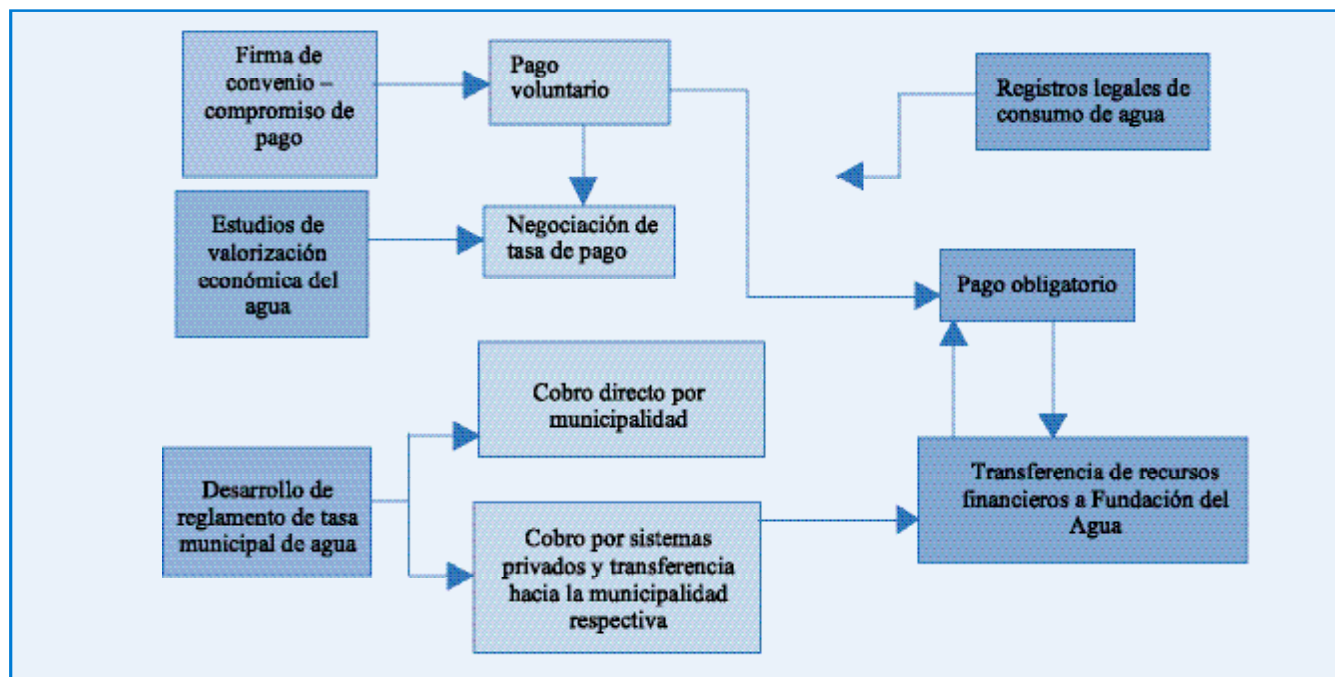 Firma de
convenio –
compromiso de
pago
Pago
voluntario
Registros legales de
consumo de agua
Estudios de
valorización
económica del
agua
Negociación de
tasa de pago
Pago obligatorio
Cobro directo por
municipalidad
Desarrollo de
reglamento de tasa
municipal de agua
Cobro por sistemas
privados y transferencia
hacia la municipalidad
respectiva
Transferencia de recursos
financieros a Fundación del
Agua